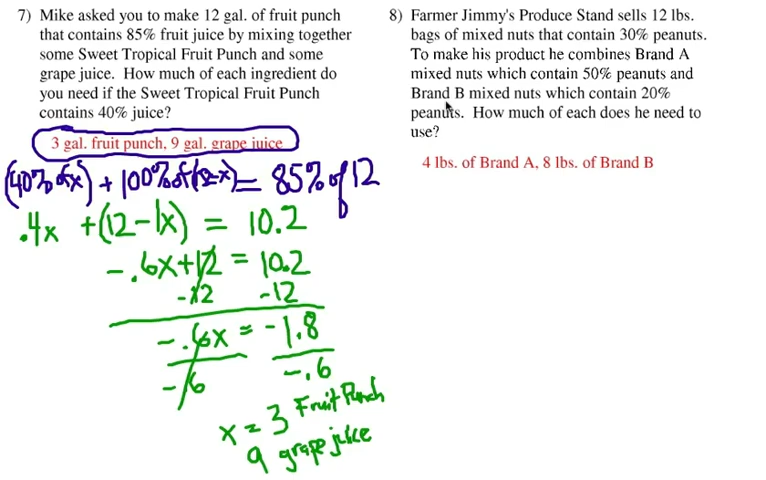 7) Mike asked you to make 12 gal. of fruit punch
that contains 85% fruit juice by mixing together
some Sweet Tropical Fruit Punch and some
grape juice. How much of each ingredient do
you need if the Sweet Tropical Fruit Punch
contains 40% juice?
3 gal. fruit punch, 9 gal. grape juice
(40% of x) + 100% of (12-x) = 85% of 12
.4x + (12 - 1x) = 10.2
-.6x + 12 = 10.2
-12 -12
-.6x = -1.8
-.6 -.6
x = 3 Fruit Punch
9 grape juice
8) Farmer Jimmy's Produce Stand sells 12 lbs.
bags of mixed nuts that contain 30% peanuts.
To make his product he combines Brand A
mixed nuts which contain 50% peanuts and
Brand B mixed nuts which contain 20%
peanuts. How much of each does he need to
use?
4 lbs. of Brand A, 8 lbs. of Brand B